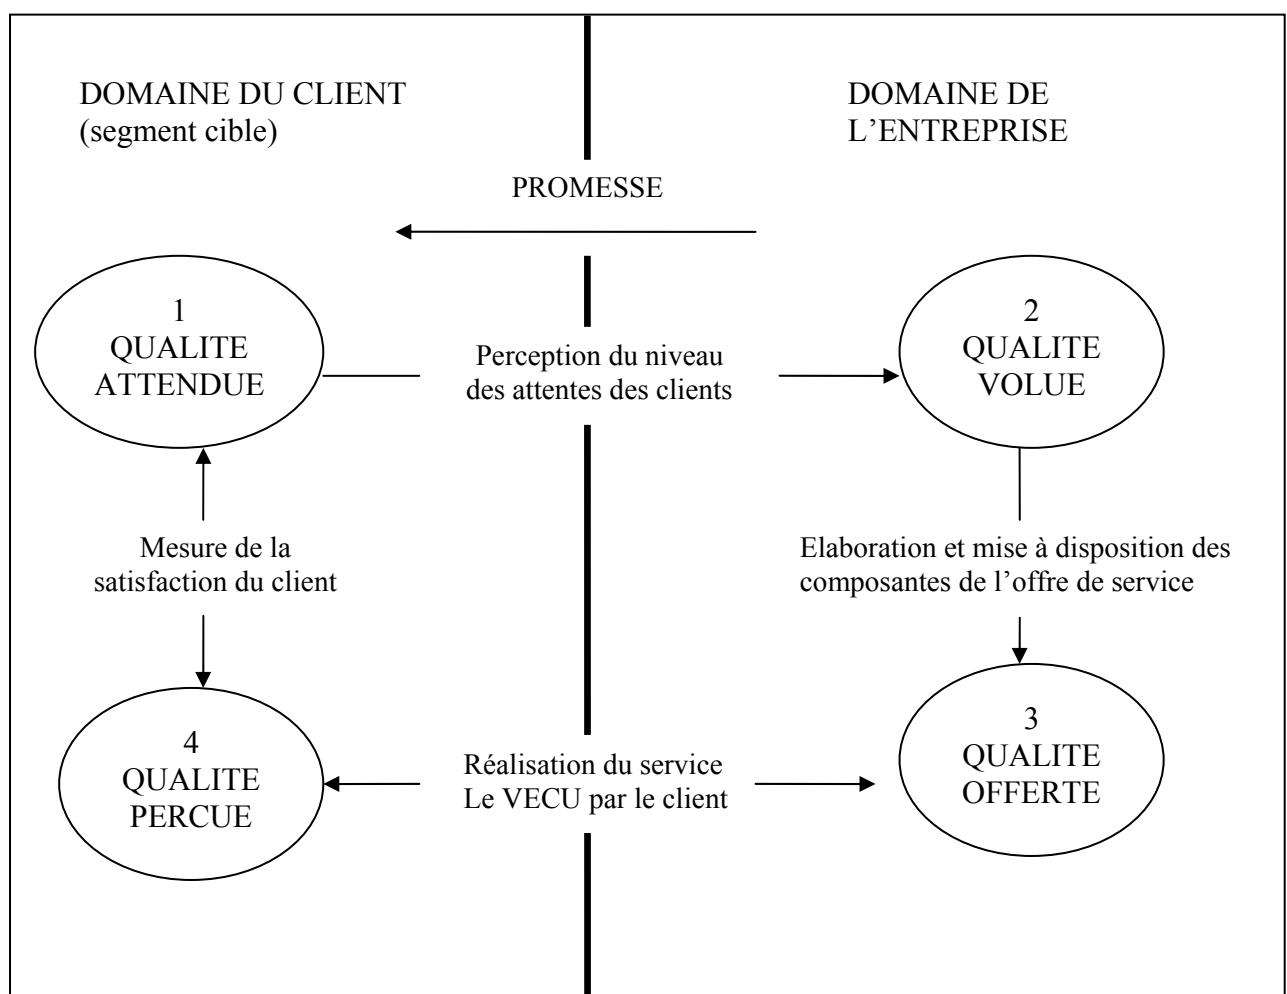 DOMAINE DU CLIENT
(segment cible)
DOMAINE DE
L’ENTREPRISE
PROMESSE
1
QUALITE
ATTENDUE
Perception du niveau
des attentes des clients
2
QUALITE
VOLUE
Mesure de la
satisfaction du client
Elaboration et mise à disposition des
composantes de l’offre de service
4
QUALITE
PERCUE
Réalisation du service
Le VECU par le client
3
QUALITE
OFFERTE